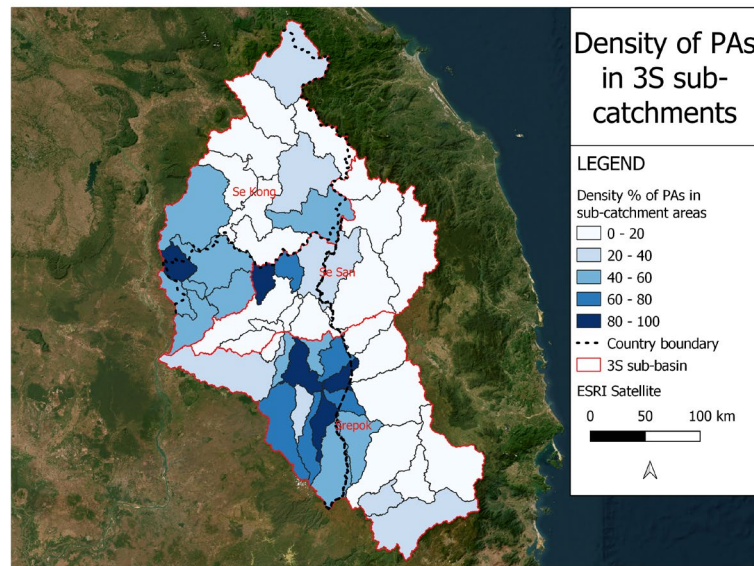 Density of PAs
in 3S sub-
catchments
LEGEND
Density % of PAs in
sub-catchment areas
0 - 20
20 - 40
40 - 60
60 - 80
80 - 100
Country boundary
3S sub-basin
ESRI Satellite
0 50 100 km
Se Kong
Se San
Srepok